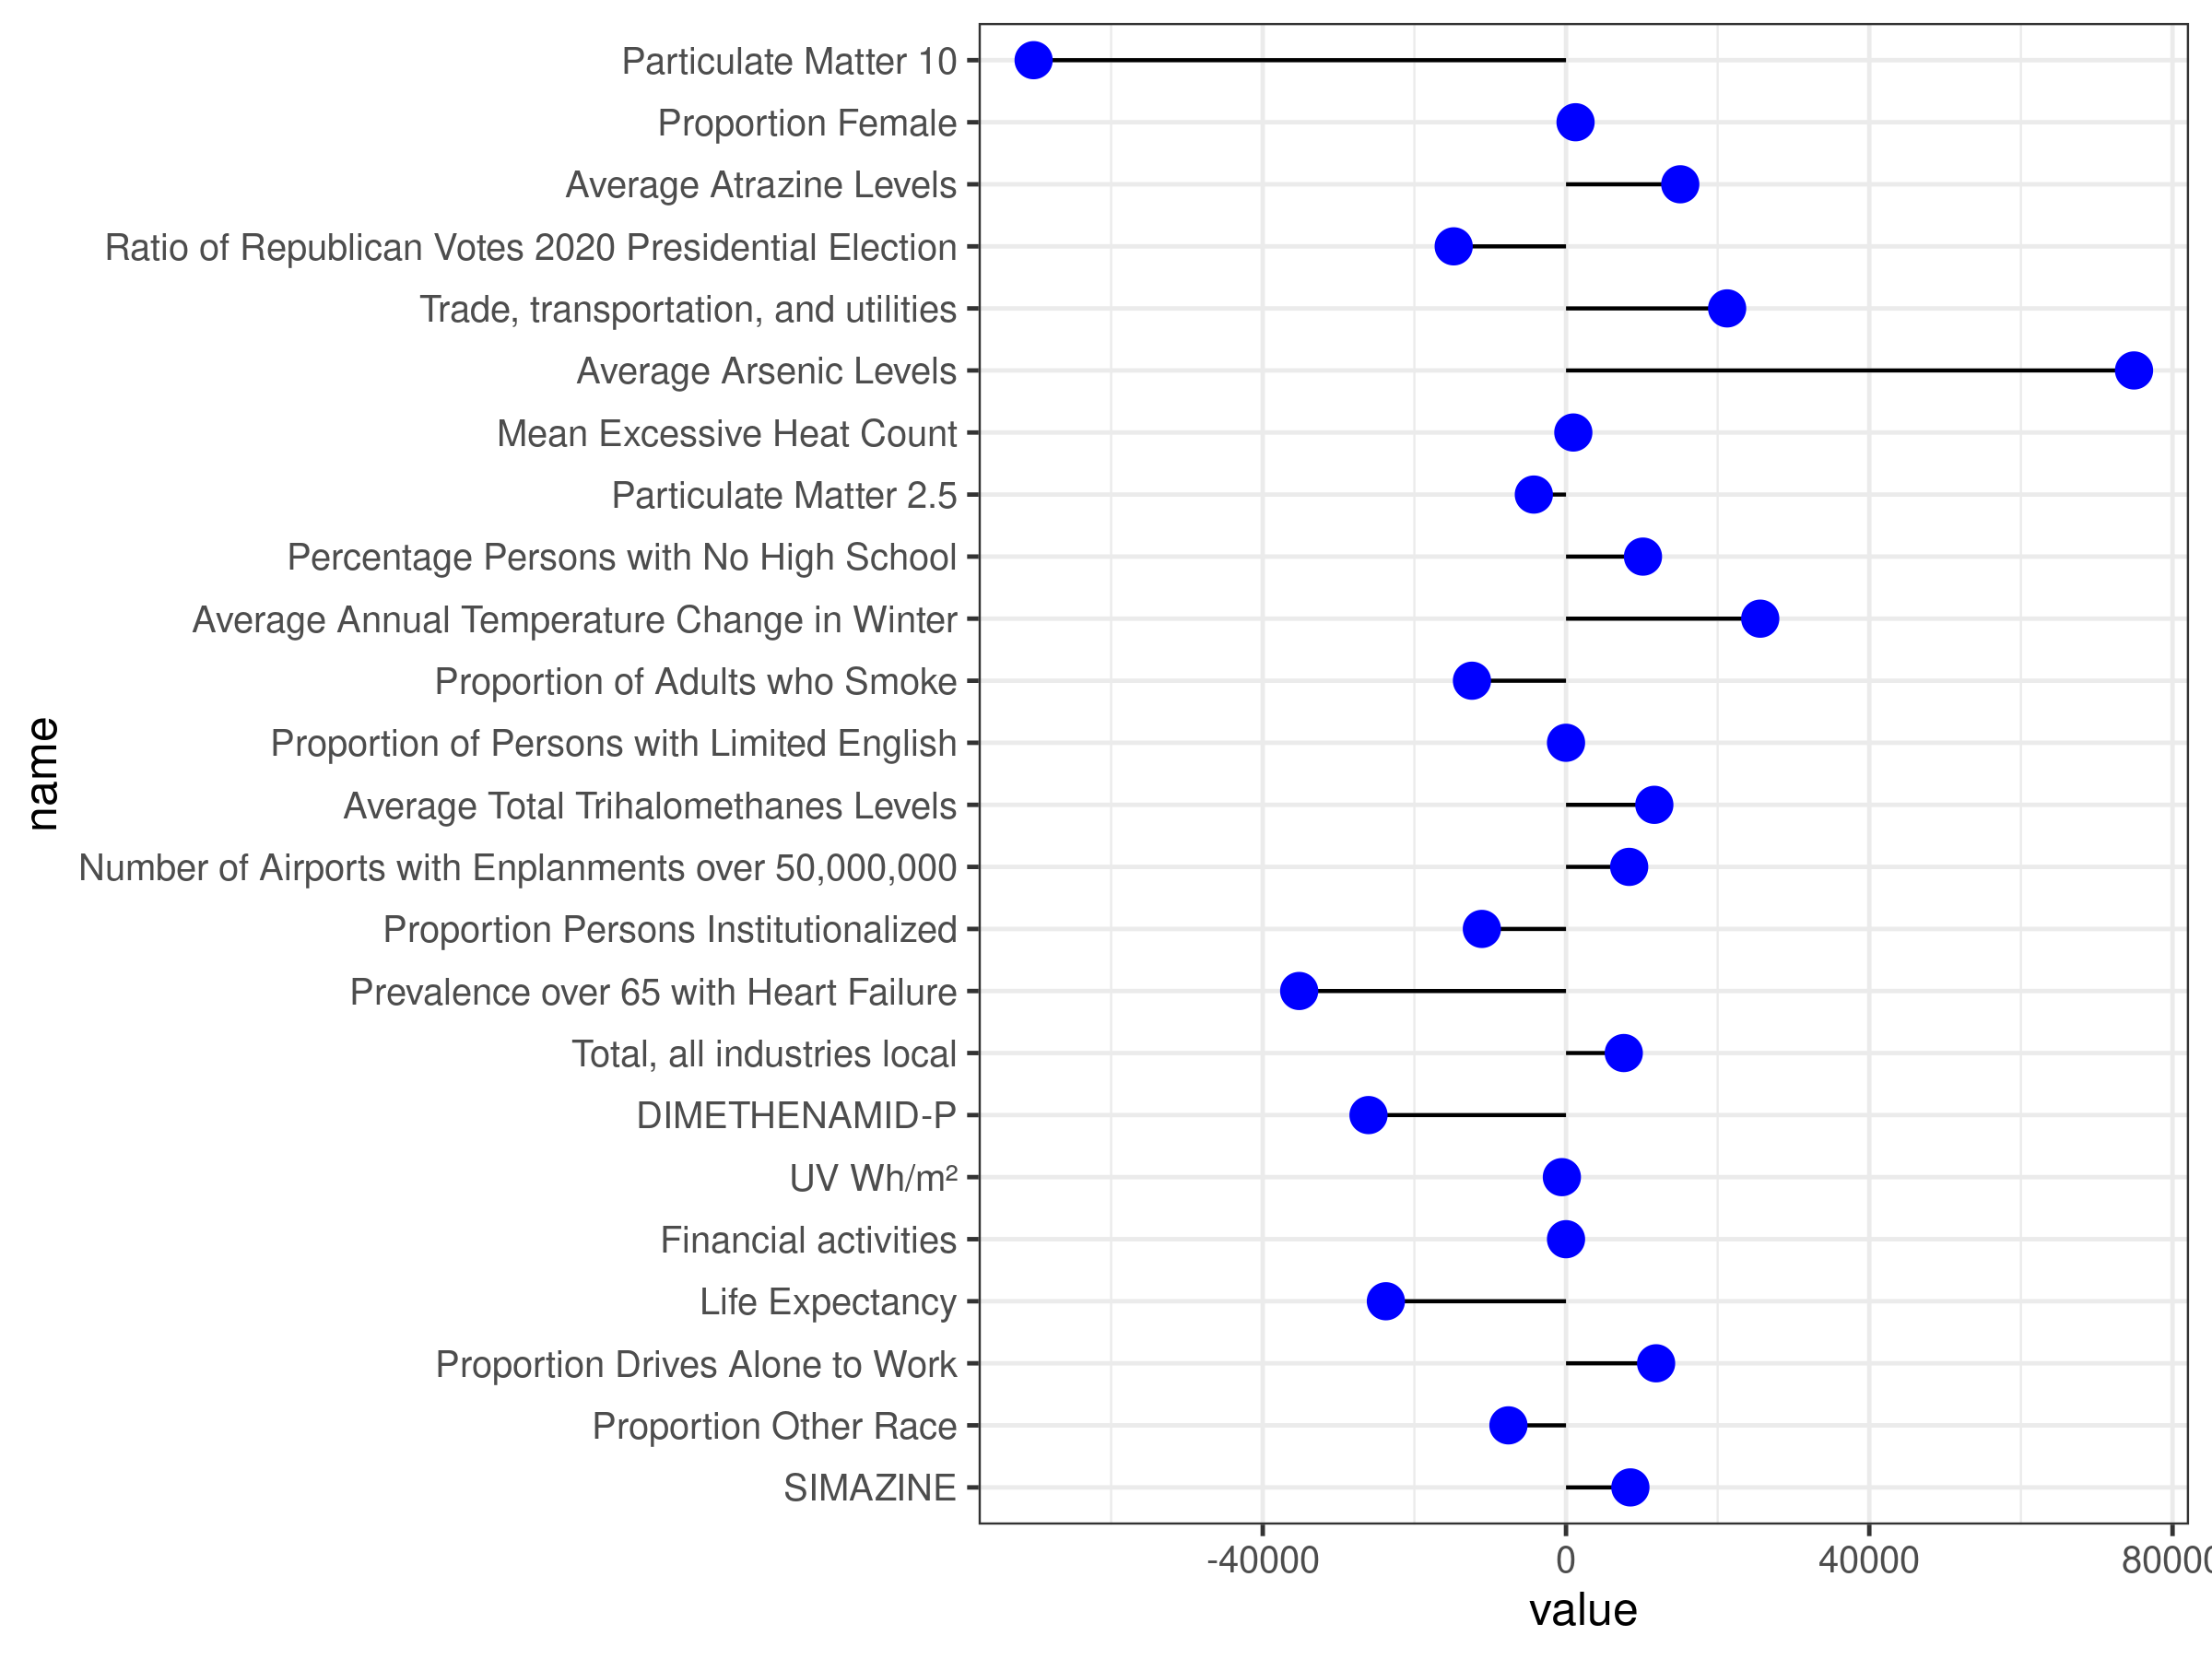 Particulate Matter 10
Proportion Female
Average Atrazine Levels
Ratio of Republican Votes 2020 Presidential Election
Trade, transportation, and utilities
Average Arsenic Levels
Mean Excessive Heat Count
Particulate Matter 2.5
Percentage Persons with No High School
Average Annual Temperature Change in Winter
Proportion of Adults who Smoke
Proportion of Persons with Limited English
Average Total Trihalomethanes Levels
Number of Airports with Enplanments over 50,000,000
Proportion Persons Institutionalized
Prevalence over 65 with Heart Failure
Total, all industries local
DIMETHENAMID-P
UV Wh/m²
Financial activities
Life Expectancy
Proportion Drives Alone to Work
Proportion Other Race
SIMAZINE
name
-40000 0 40000 80000
value